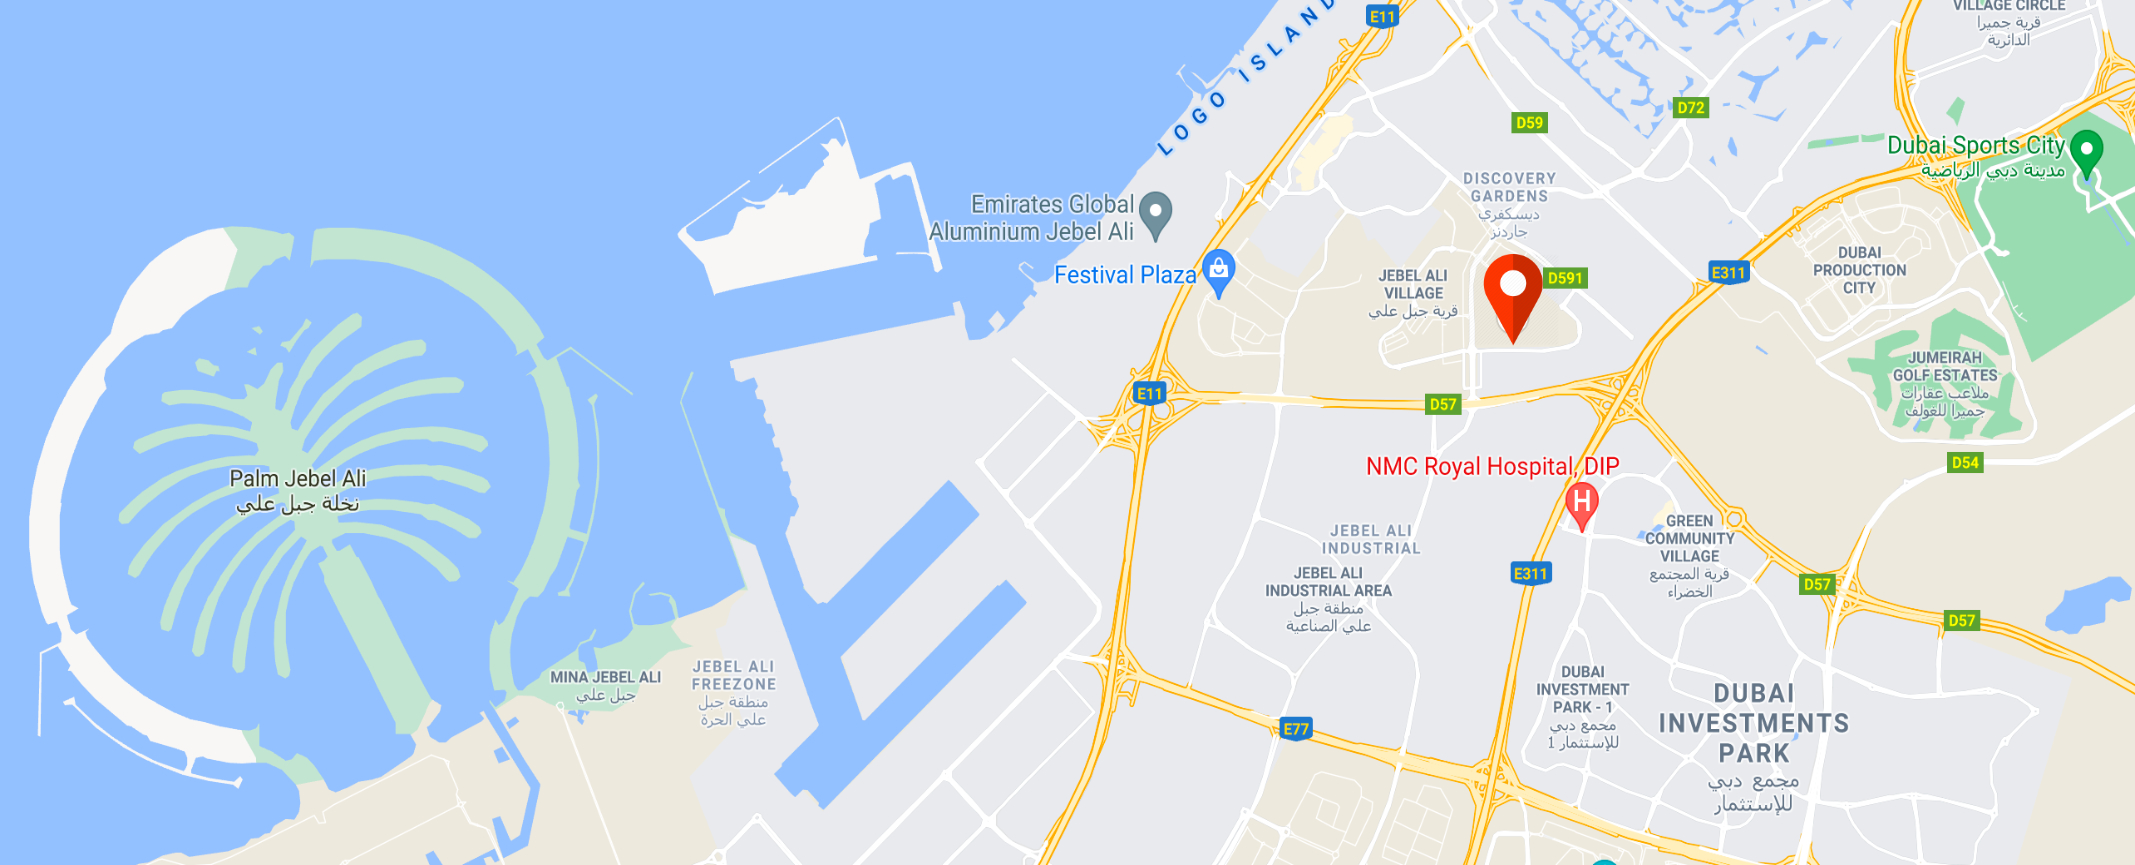 E11
LOGO ISLAND
VILLAGE CIRCLE
قرية جميرا
الدائرية
D72
D59
Dubai Sports City
مدينة دبي الرياضية
DISCOVERY
GARDENS
ديسكفري
جاردنز
Emirates Global
Aluminium Jebel Ali
Festival Plaza
JEBEL ALI
VILLAGE
قرية جبل علي
D591
E311
DUBAI
PRODUCTION
CITY
JUMEIRAH
GOLF ESTATES
ملاعب عقارات
جميرا للغولف
E11
D57
D54
NMC Royal Hospital, DIP
H
Palm Jebel Ali
نخلة جبل علي
JEBEL ALI
INDUSTRIAL
JEBEL ALI
INDUSTRIAL AREA
منطقة جبل
علي الصناعية
GREEN
COMMUNITY
VILLAGE
قرية المجتمع
الخضراء
E311
D57
D57
MINA JEBEL ALI
جبل علي
JEBEL ALI
FREEZONE
منطقة جبل
علي الحرة
DUBAI
INVESTMENT
PARK - 1
مجمع دبي
للإستثمار 1
DUBAI
INVESTMENTS
PARK
مجمع دبي
للإستثمار
E77